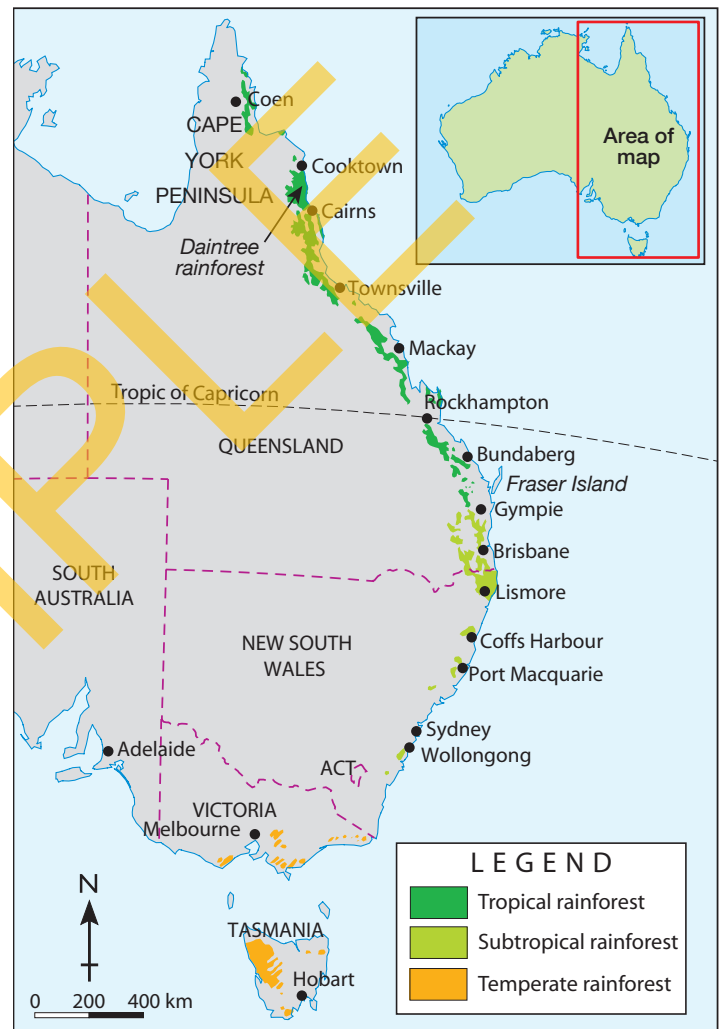 Coen
CAPE
YORK
PENINSULA
Cooktown
Cairns
Daintree
rainforest
Townsville
Mackay
Tropic of Capricorn
Rockhampton
QUEENSLAND
Bundaberg
Fraser Island
Gympie
Brisbane
SOUTH
AUSTRALIA
Lismore
NEW SOUTH
WALES
Coffs Harbour
Port Macquarie
Sydney
Wollongong
Adelaide
ACT
VICTORIA
Melbourne
TASMANIA
Hobart
N
0 200 400 km
Area of
map
LEGEND
Tropical rainforest
Subtropical rainforest
Temperate rainforest
PLE